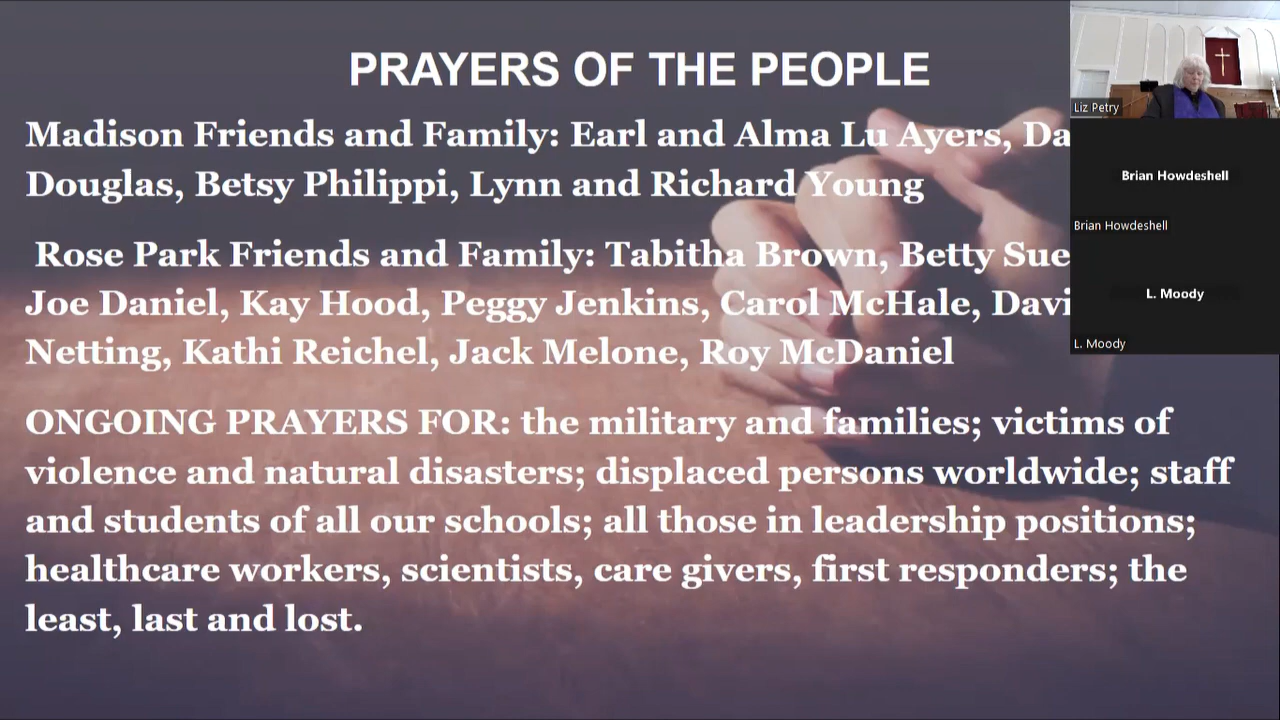 PRAYERS OF THE PEOPLE
Madison Friends and Family: Earl and Alma Lu Ayers,
Douglas, Betsy Philippi, Lynn and Richard Young
Rose Park Friends and Family: Tabitha Brown, Betty Sue
Joe Daniel, Kay Hood, Peggy Jenkins, Carol McHale,
Netting, Kathi Reichel, Jack Melone, Roy McDaniel
ONGOING PRAYERS FOR: the military and families; victims of
violence and natural disasters; displaced persons worldwide; staff
and students of all our schools; all those in leadership positions;
healthcare workers, scientists, care givers, first responders; the
least, last and lost.
Liz Petry
Brian Howdeshell
Brian Howdeshell
L. Moody
L. Moody